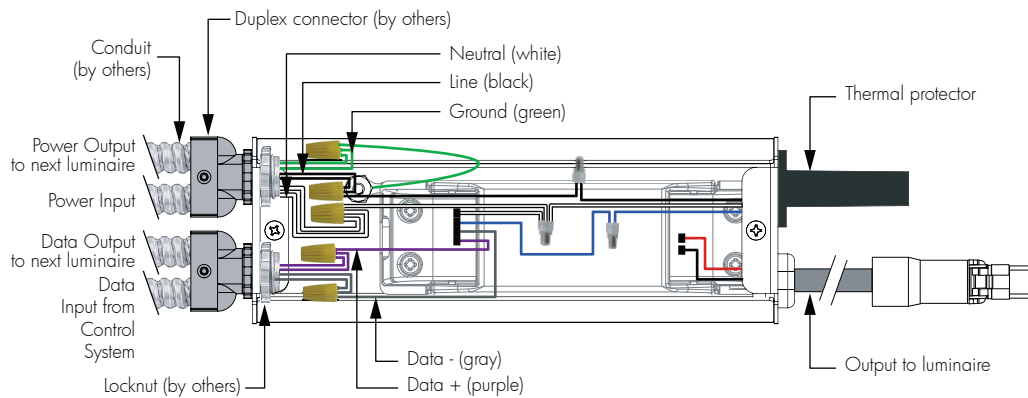 Duplex connector (by others)
Conduit
(by others)
Neutral (white)
Line (black)
Ground (green)
Thermal protector
Power Output
to next luminaire
Power Input
Data Output
to next luminaire
Data
Input from
Control
System
Data - (gray)
Data + (purple)
Locknut (by others)
Output to luminaire